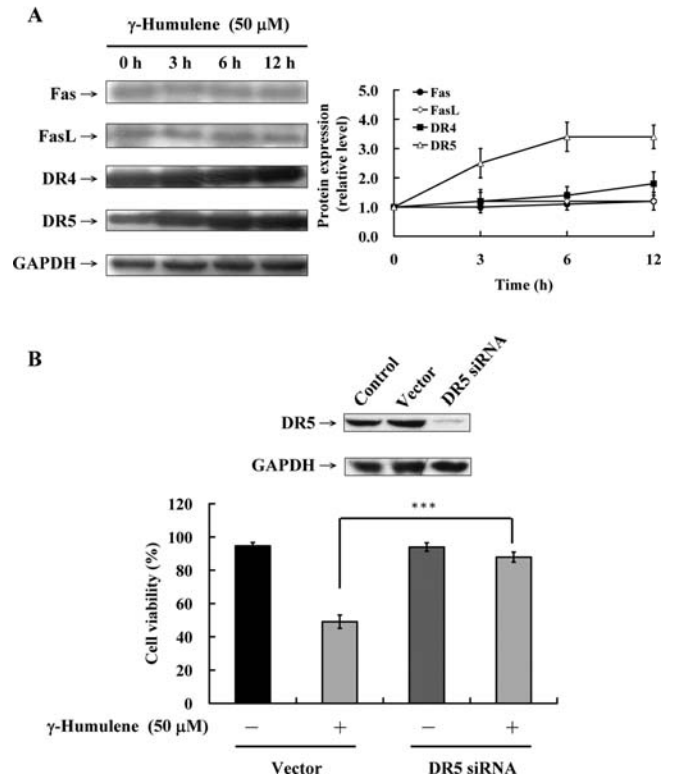 A
γ-Humulene (50 μM)
0 h 3 h 6 h 12 h
Fas →
FasL →
DR4 →
DR5 →
GAPDH →
Protein expression
(relative level)
5.0
4.0
3.0
2.0
1.0
0.0
Fas
FasL
DR4
DR5
0 3 6 12
Time (h)
B
Control Vector DR5 siRNA
DR5 →
GAPDH →
Cell viability (%)
120
100
80
60
40
20
0
***
γ-Humulene (50 μM) − + − +
Vector DR5 siRNA